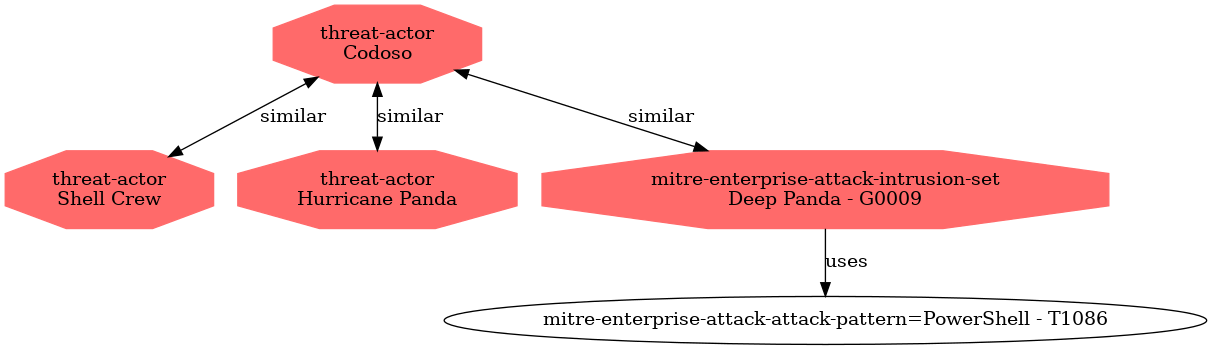 threat-actor
Codoso
similar
similar
similar
threat-actor
Shell Crew
threat-actor
Hurricane Panda
mitre-enterprise-attack-intrusion-set
Deep Panda - G0009
uses
mitre-enterprise-attack-attack-pattern=PowerShell - T1086